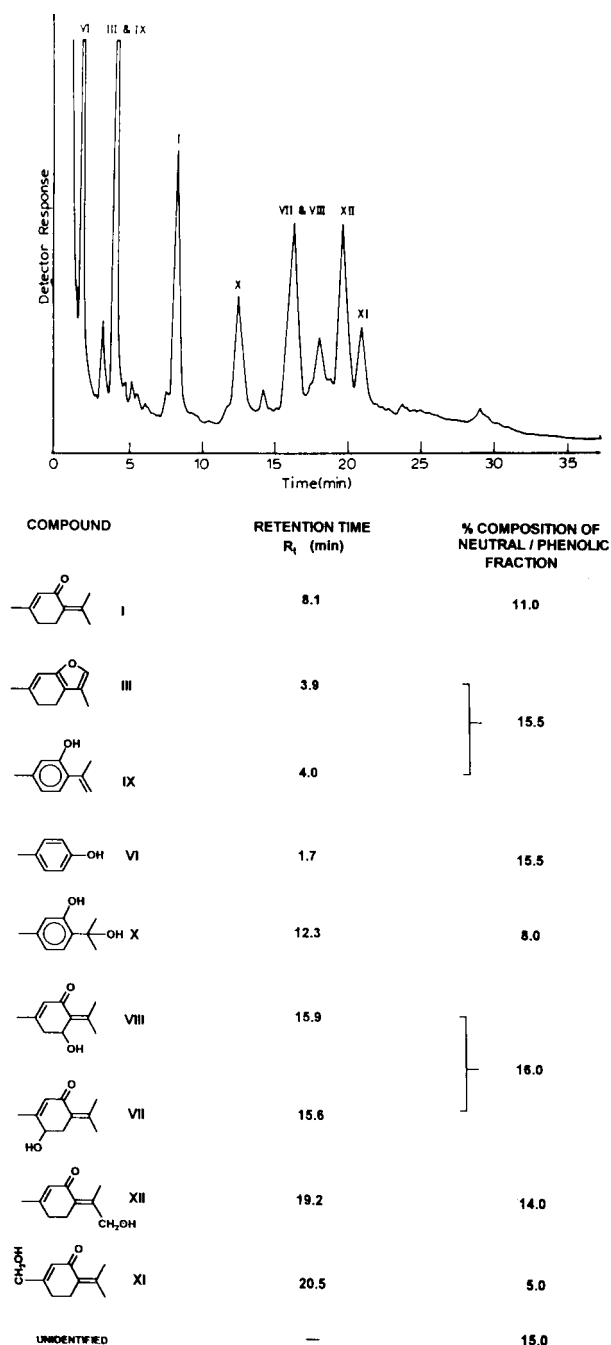 VI III & IX
I
VII & VIII XII
X
XI
Detector Response
0 5 10 15 20 25 30 35
Time(min)
COMPOUND RETENTION TIME % COMPOSITION OF
Rt (min) NEUTRAL / PHENOLIC
FRACTION
O
I 8.1 11.0
O
III 3.9
15.5
OH
IX 4.0
OH VI 1.7 15.5
OH
OH X 12.3 8.0
O
VIII 15.9
OH
16.0
O
VII 15.6
HO
O
XII 19.2 14.0
CH2OH
CH2OH O
XI 20.5 5.0
UNIDENTIFIED — 15.0